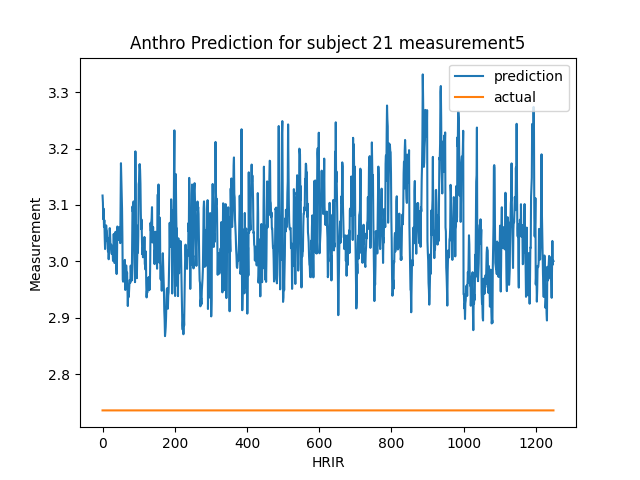 Anthro Prediction for subject 21 measurement5
prediction
actual
3.3
3.2
3.1
3.0
2.9
2.8
Measurement
0 200 400 600 800 1000 1200
HRIR